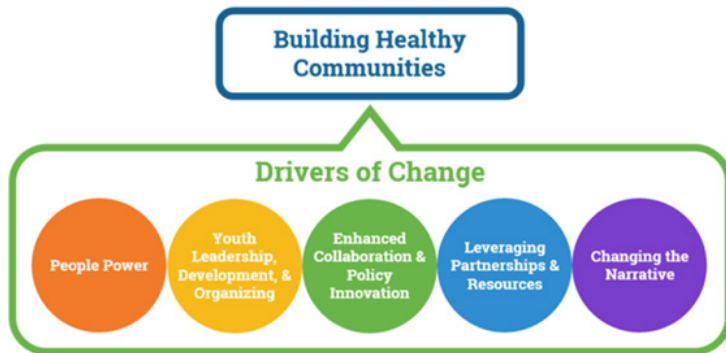 Building Healthy
Communities
Drivers of Change
People Power
Youth
Leadership,
Development, &
Organizing
Enhanced
Collaboration &
Policy
Innovation
Leveraging
Partnerships &
Resources
Changing the
Narrative